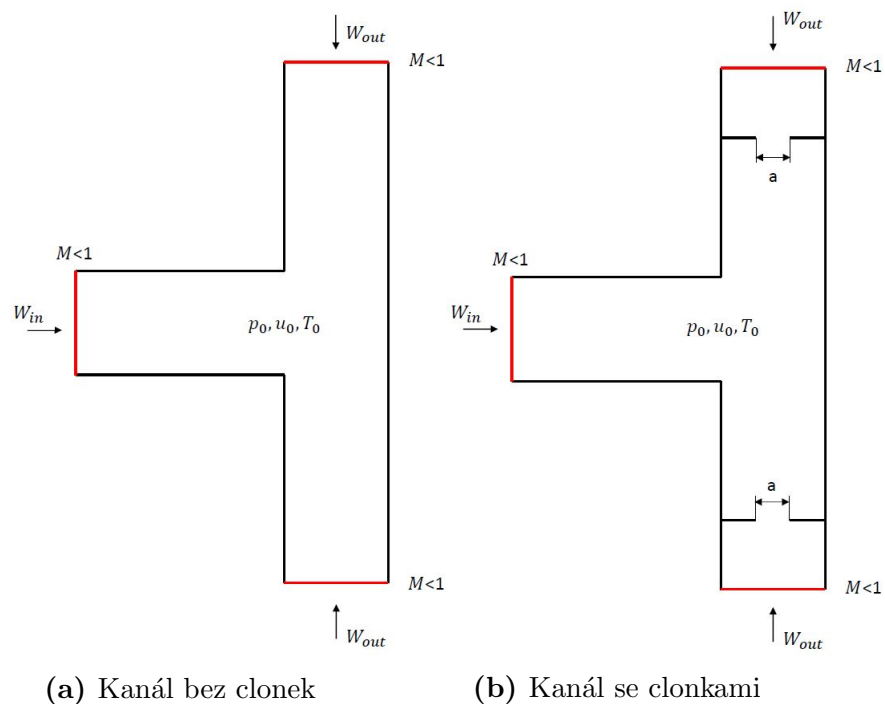 W_out
M<1
M<1
W_in
p_0, u_0, T_0
M<1
W_out
(a) Kanál bez clonek
W_out
M<1
a
M<1
W_in
p_0, u_0, T_0
a
M<1
W_out
(b) Kanál se clonkami